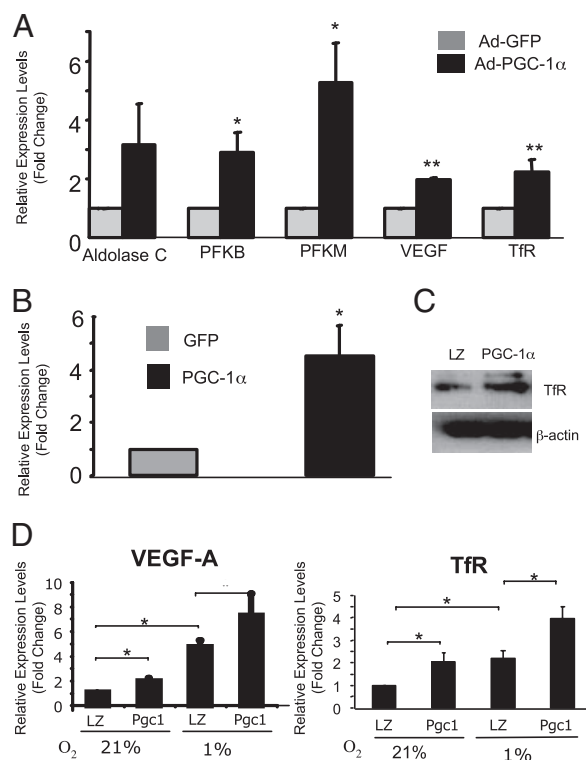 A
Relative Expression Levels
(Fold Change)
6
4
2
0
*
*
**
**
Ad-GFP
Ad-PGC-1α
Aldolase C PFKB PFKM VEGF TfR
B
Relative Expression Levels
(Fold Change)
6
4
2
0
GFP
PGC-1α
*
C
LZ PGC-1α
TfR
β-actin
D
VEGF-A
Relative Expression Levels
(Fold Change)
10
8
6
4
2
0
*
*
..
LZ Pgc1 LZ Pgc1
O2 21% 1%
TfR
Relative Expression Levels
(Fold Change)
5
4
3
2
1
0
*
*
*
LZ Pgc1 LZ Pgc1
O2 21% 1%